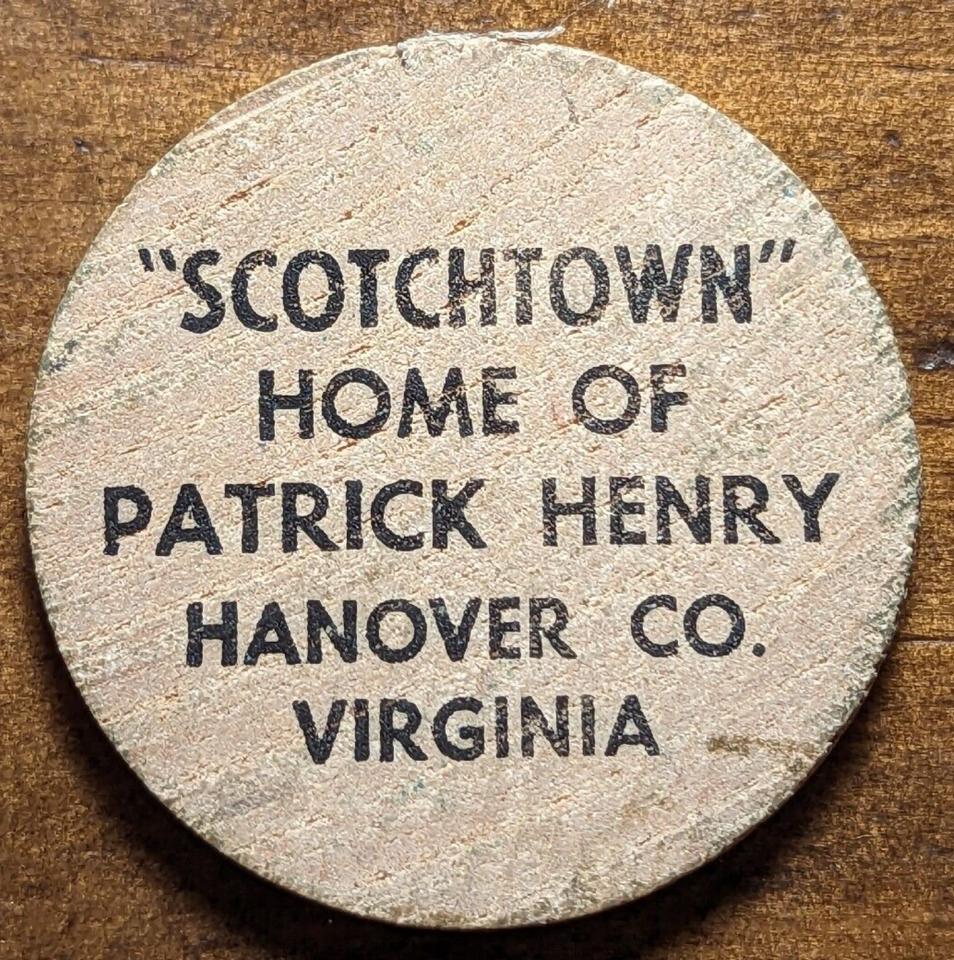 "SCOTCHTOWN"
HOME OF
PATRICK HENRY
HANOVER CO.
VIRGINIA